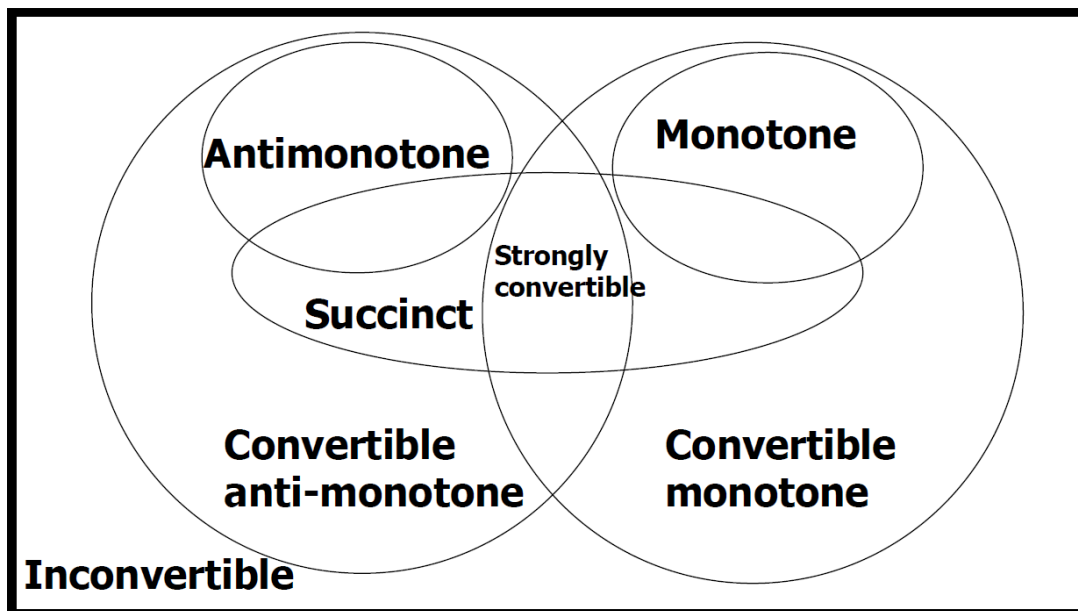 Antimonotone
Monotone
Strongly
convertible
Succinct
Convertible
anti-monotone
Convertible
monotone
Inconvertible